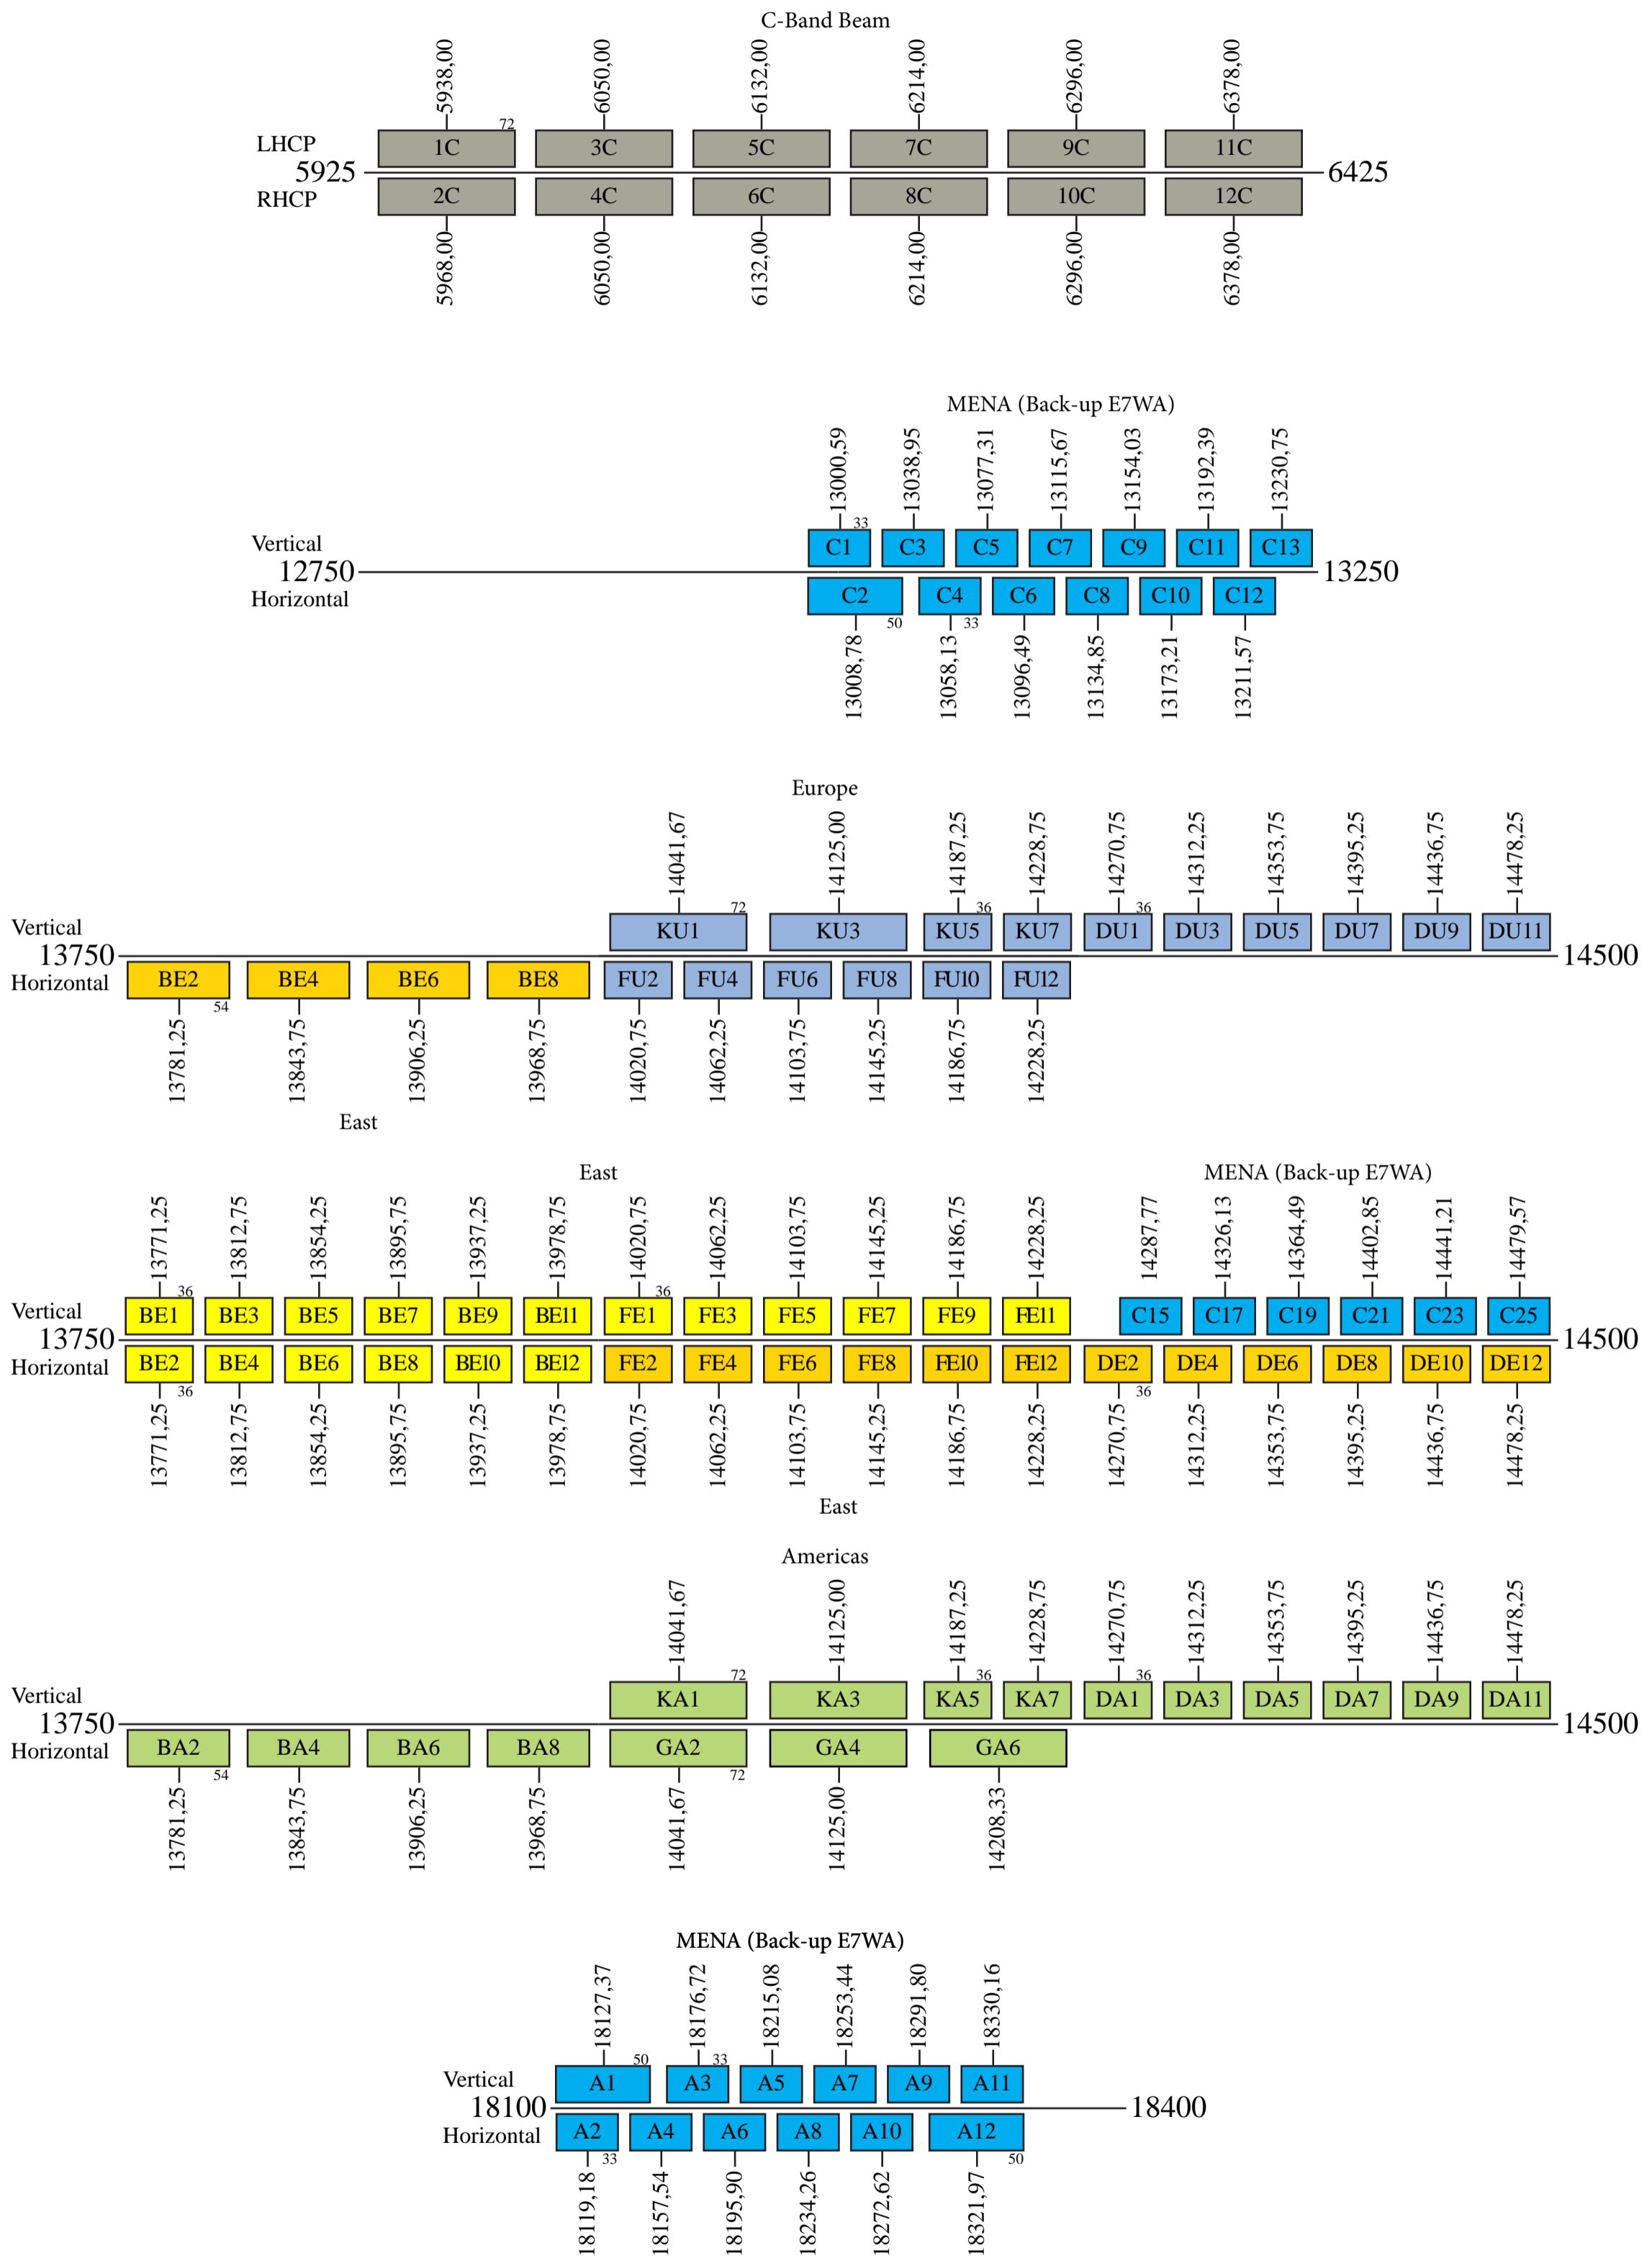 C-Band Beam
5938,00 6050,00 6132,00 6214,00 6296,00 6378,00
72
LHCP 1C 3C 5C 7C 9C 11C
5925 6425
RHCP 2C 4C 6C 8C 10C 12C
5968,00 6050,00 6132,00 6214,00 6296,00 6378,00
MENA (Back-up E7WA)
13000,59 13038,95 13077,31 13115,67 13154,03 13192,39 13230,75
33
Vertical C1 C3 C5 C7 C9 C11 C13
12750 13250
Horizontal C2 C4 C6 C8 C10 C12
50 33
13008,78 13058,13 13096,49 13134,85 13173,21 13211,57
Europe
14041,67 14125,00 14187,25 14228,75 14270,75 14312,25 14353,75 14395,25 14436,75 14478,25
72 36 36
Vertical KU1 KU3 KU5 KU7 DU1 DU3 DU5 DU7 DU9 DU11
13750 14500
Horizontal BE2 BE4 BE6 BE8 FU2 FU4 FU6 FU8 FU10 FU12
54
13781,25 13843,75 13906,25 13968,75 14020,75 14062,25 14103,75 14145,25 14186,75 14228,25
East
East MENA (Back-up E7WA)
13771,25 13812,75 13854,25 13895,75 13937,25 13978,75 14020,75 14062,25 14103,75 14145,25 14186,75 14228,25 14287,77 14326,13 14364,49 14402,85 14441,21 14479,57
36 36
Vertical BE1 BE3 BE5 BE7 BE9 BE11 FE1 FE3 FE5 FE7 FE9 FE11 C15 C17 C19 C21 C23 C25
13750 14500
Horizontal BE2 BE4 BE6 BE8 BE10 BE12 FE2 FE4 FE6 FE8 FE10 FE12 DE2 DE4 DE6 DE8 DE10 DE12
36 36
13771,25 13812,75 13854,25 13895,75 13937,25 13978,75 14020,75 14062,25 14103,75 14145,25 14186,75 14228,25 14270,75 14312,25 14353,75 14395,25 14436,75 14478,25
East
Americas
14041,67 14125,00 14187,25 14228,75 14270,75 14312,25 14353,75 14395,25 14436,75 14478,25
72 36 36
Vertical KA1 KA3 KA5 KA7 DA1 DA3 DA5 DA7 DA9 DA11
13750 14500
Horizontal BA2 BA4 BA6 BA8 GA2 GA4 GA6
54 72
13781,25 13843,75 13906,25 13968,75 14041,67 14125,00 14208,33
MENA (Back-up E7WA)
18127,37 18176,72 18215,08 18253,44 18291,80 18330,16
50 33
Vertical A1 A3 A5 A7 A9 A11
18100 18400
Horizontal A2 A4 A6 A8 A10 A12
33 50
18119,18 18157,54 18195,90 18234,26 18272,62 18321,97